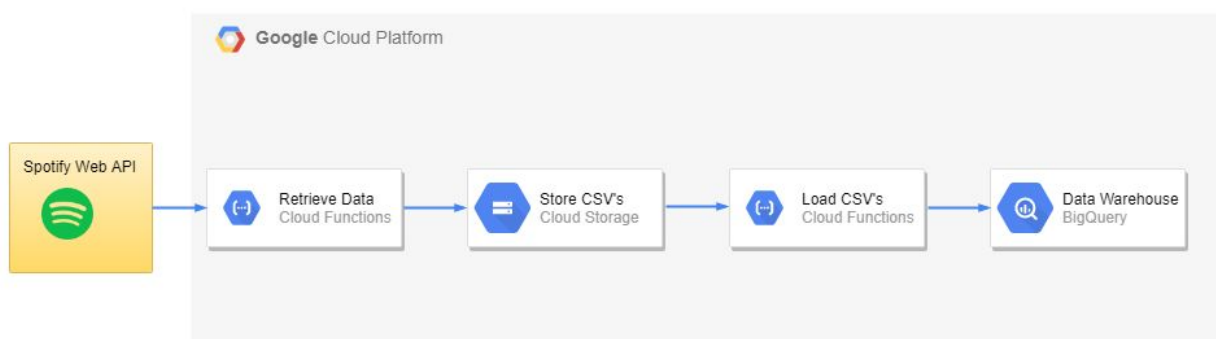 Google Cloud Platform
Spotify Web API
Retrieve Data
Cloud Functions
Store CSV's
Cloud Storage
Load CSV's
Cloud Functions
Data Warehouse
BigQuery